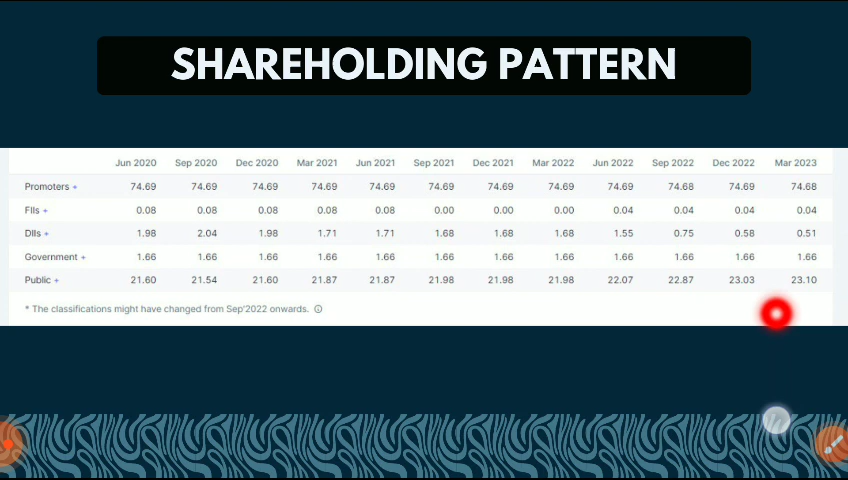 SHAREHOLDING PATTERN
Jun 2020 Sep 2020 Dec 2020 Mar 2021 Jun 2021 Sep 2021 Dec 2021 Mar 2022 Jun 2022 Sep 2022 Dec 2022 Mar 2023
Promoters + 74.69 74.69 74.69 74.69 74.69 74.69 74.69 74.69 74.69 74.68 74.69 74.68
FIIs + 0.08 0.08 0.08 0.08 0.08 0.00 0.00 0.00 0.04 0.04 0.04 0.04
DIIs + 1.98 2.04 1.98 1.71 1.71 1.68 1.68 1.68 1.55 0.75 0.58 0.51
Government + 1.66 1.66 1.66 1.66 1.66 1.66 1.66 1.66 1.66 1.66 1.66 1.66
Public + 21.60 21.54 21.60 21.87 21.87 21.98 21.98 21.98 22.07 22.87 23.03 23.10
* The classifications might have changed from Sep'2022 onwards.